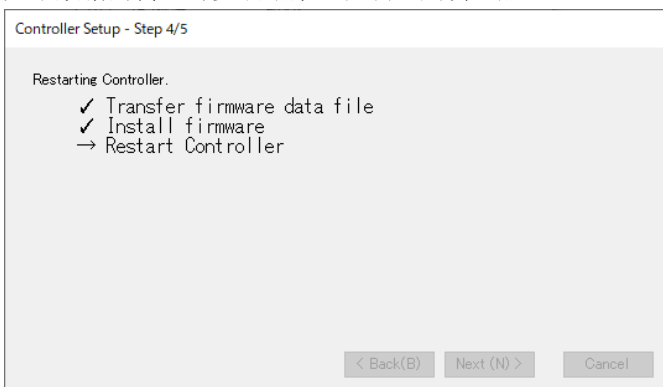 Controller Setup - Step 4/5
Restarting Controller.
✓ Transfer firmware data file
✓ Install firmware
→ Restart Controller
< Back(B) Next (N) > Cancel